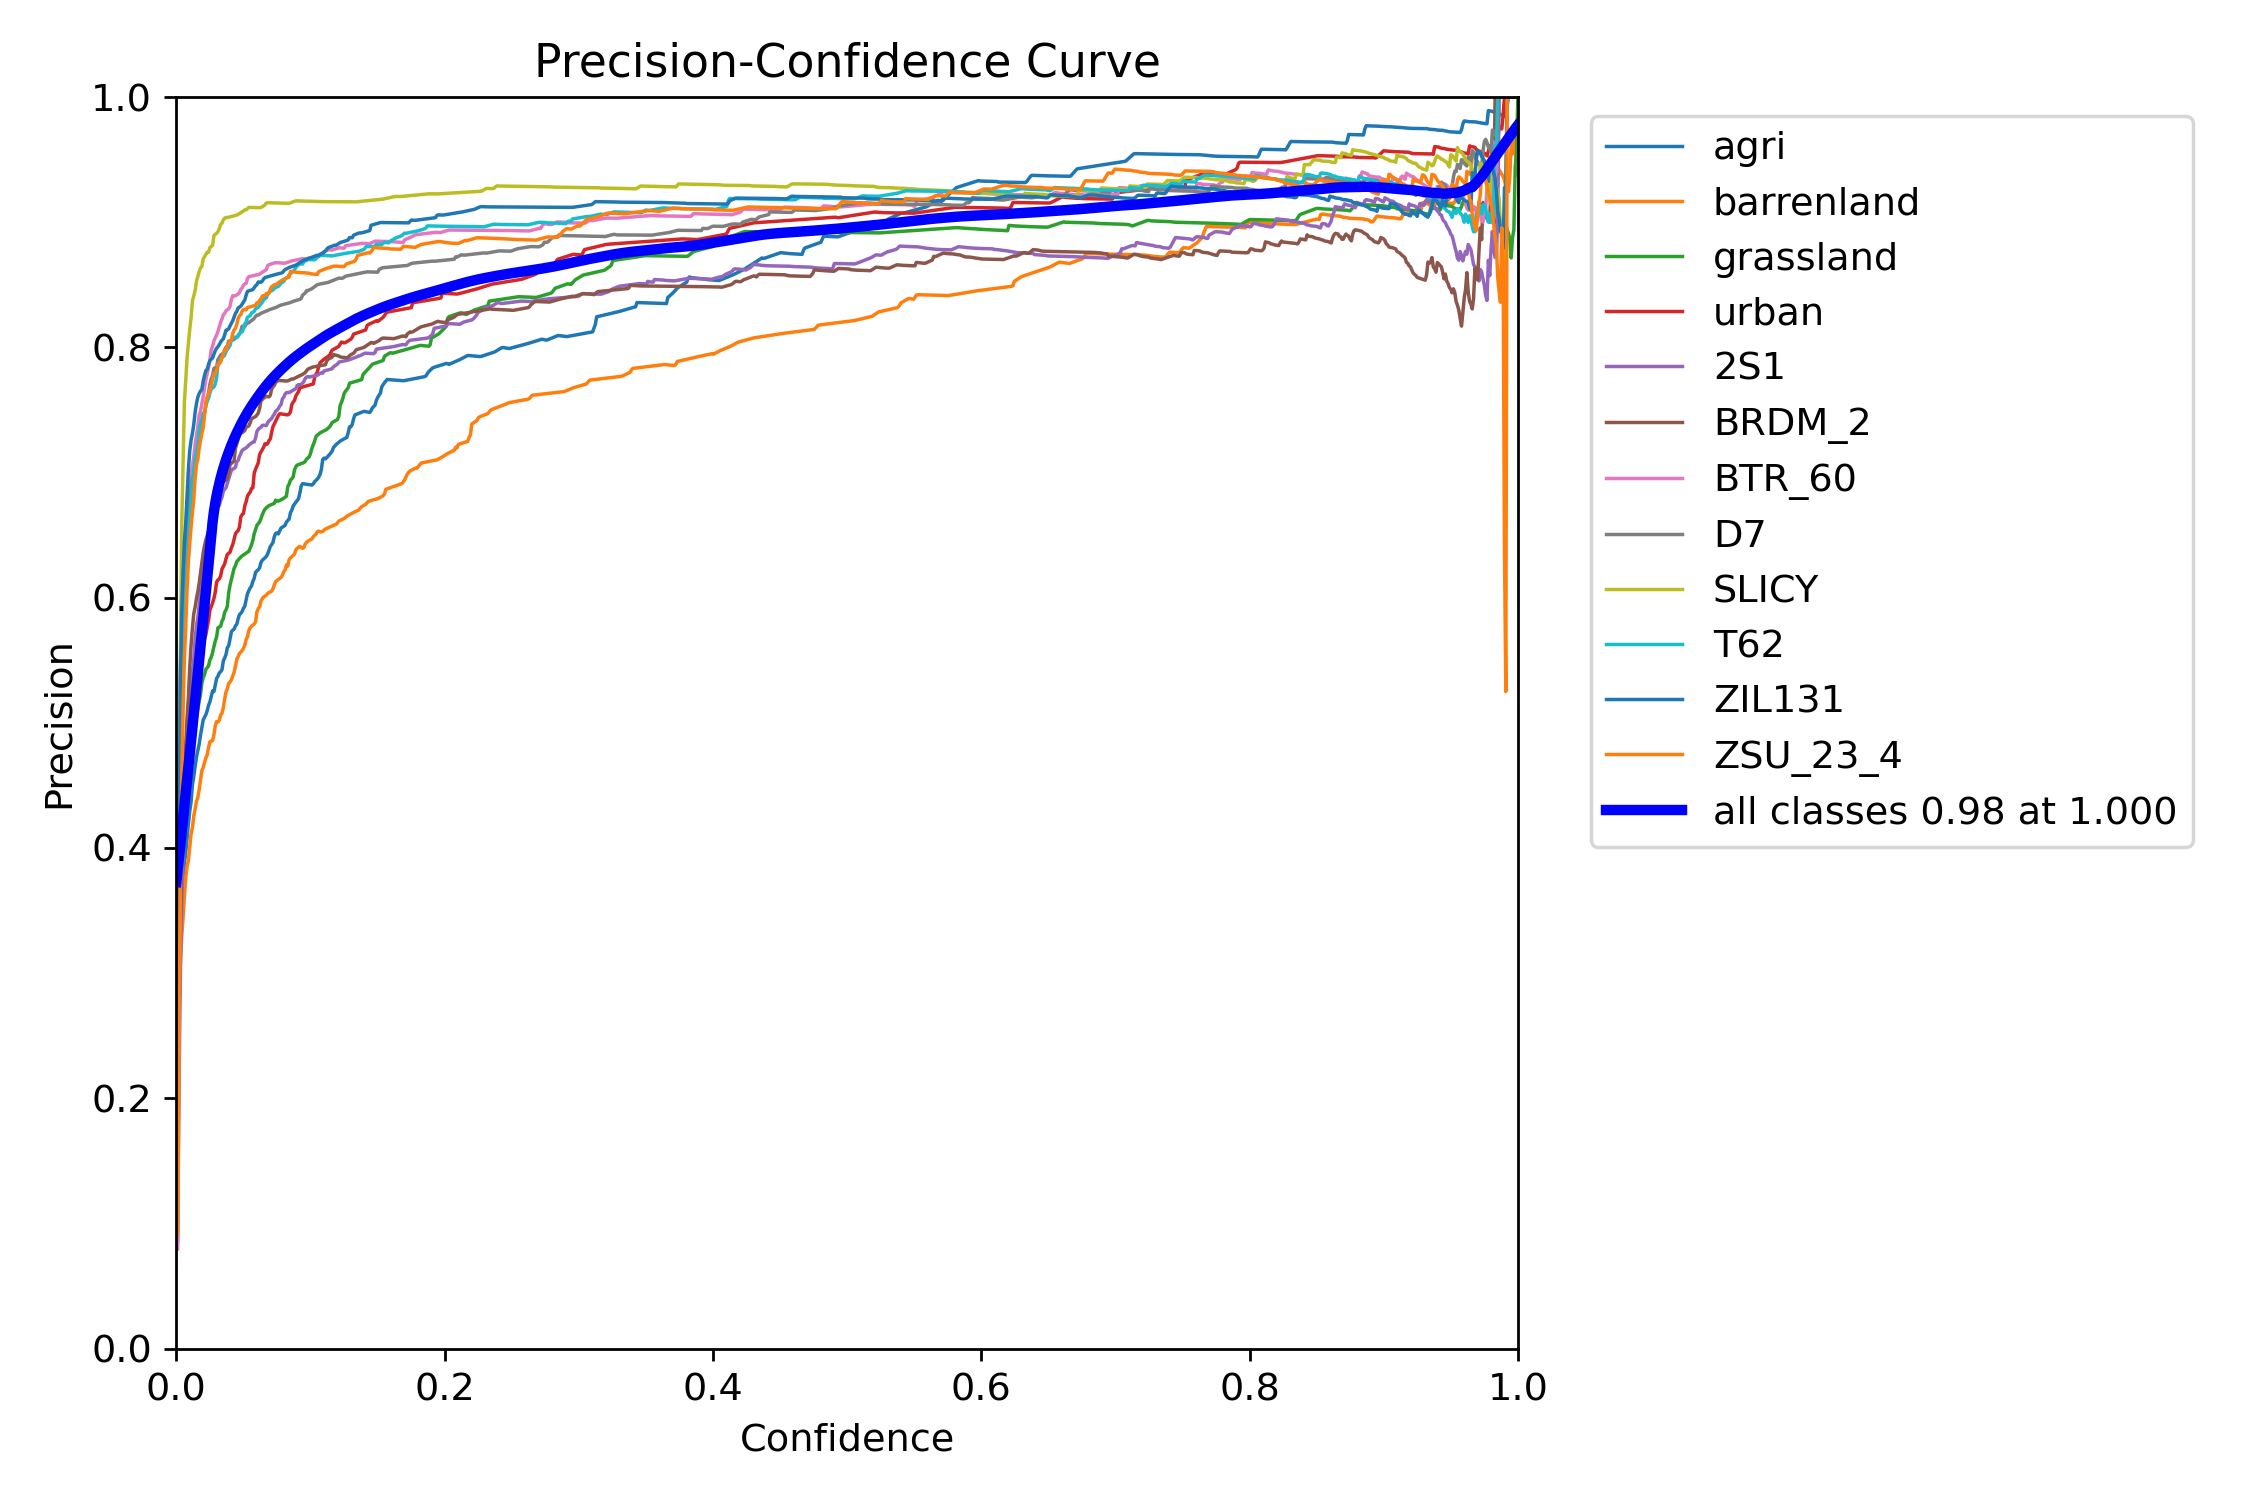 Precision-Confidence Curve
1.0
0.8
0.6
0.4
0.2
0.0
Precision
0.0 0.2 0.4 0.6 0.8 1.0
Confidence
agri
barrenland
grassland
urban
2S1
BRDM_2
BTR_60
D7
SLICY
T62
ZIL131
ZSU_23_4
all classes 0.98 at 1.000